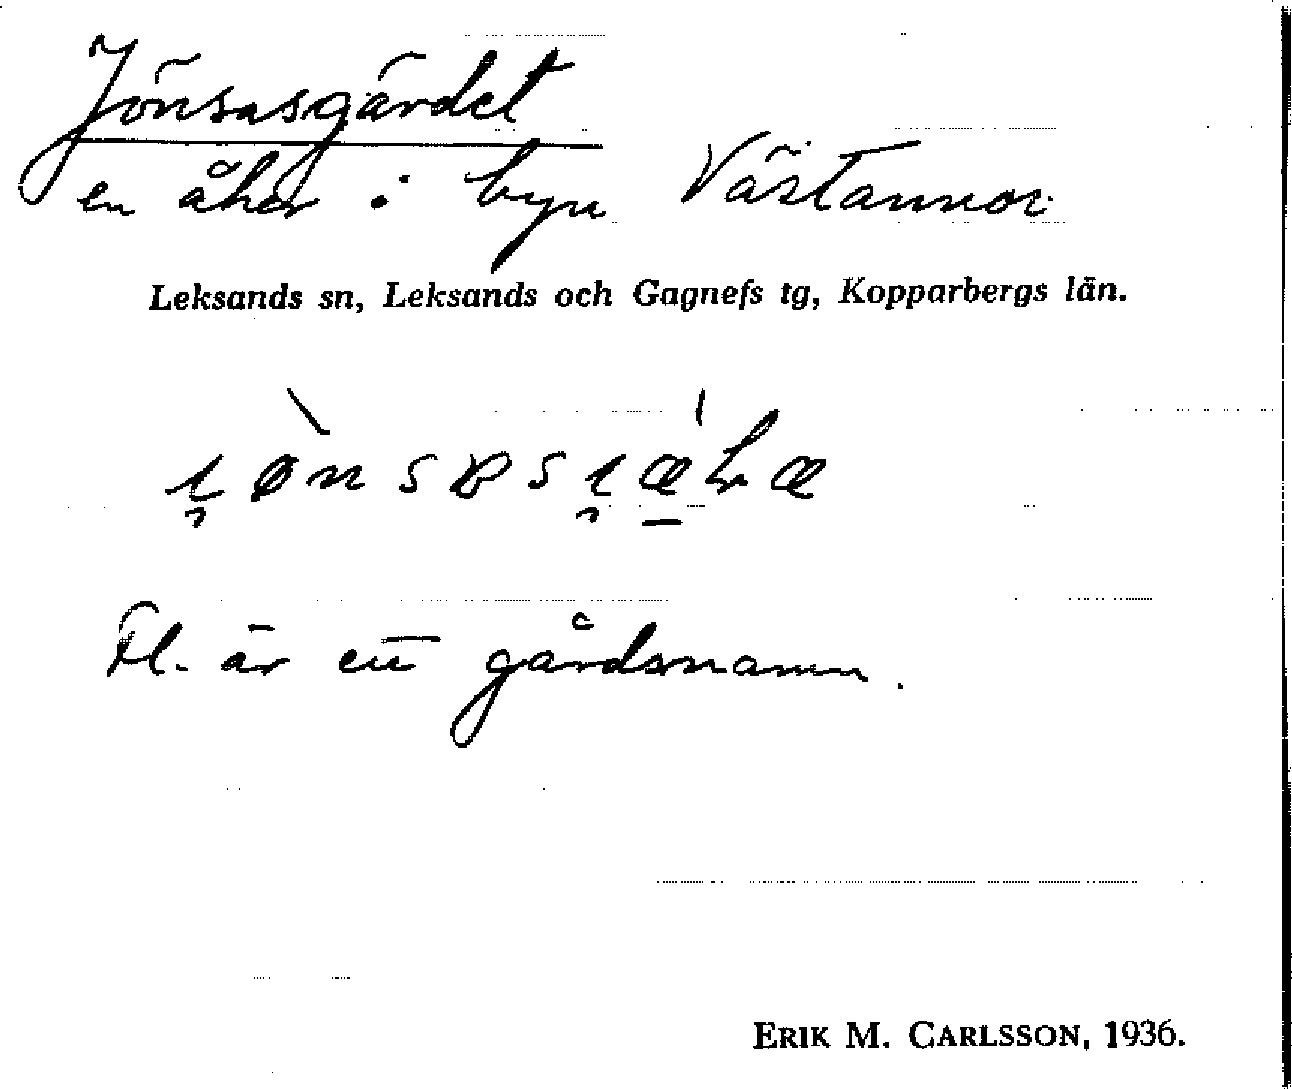 Jönsasgärdet
en åker i byn Västannor.
Leksands sn, Leksands och Gagnefs tg, Kopparbergs län.
Fl. är ett gårdsnamn.
ERIK M. CARLSSON, 1936.